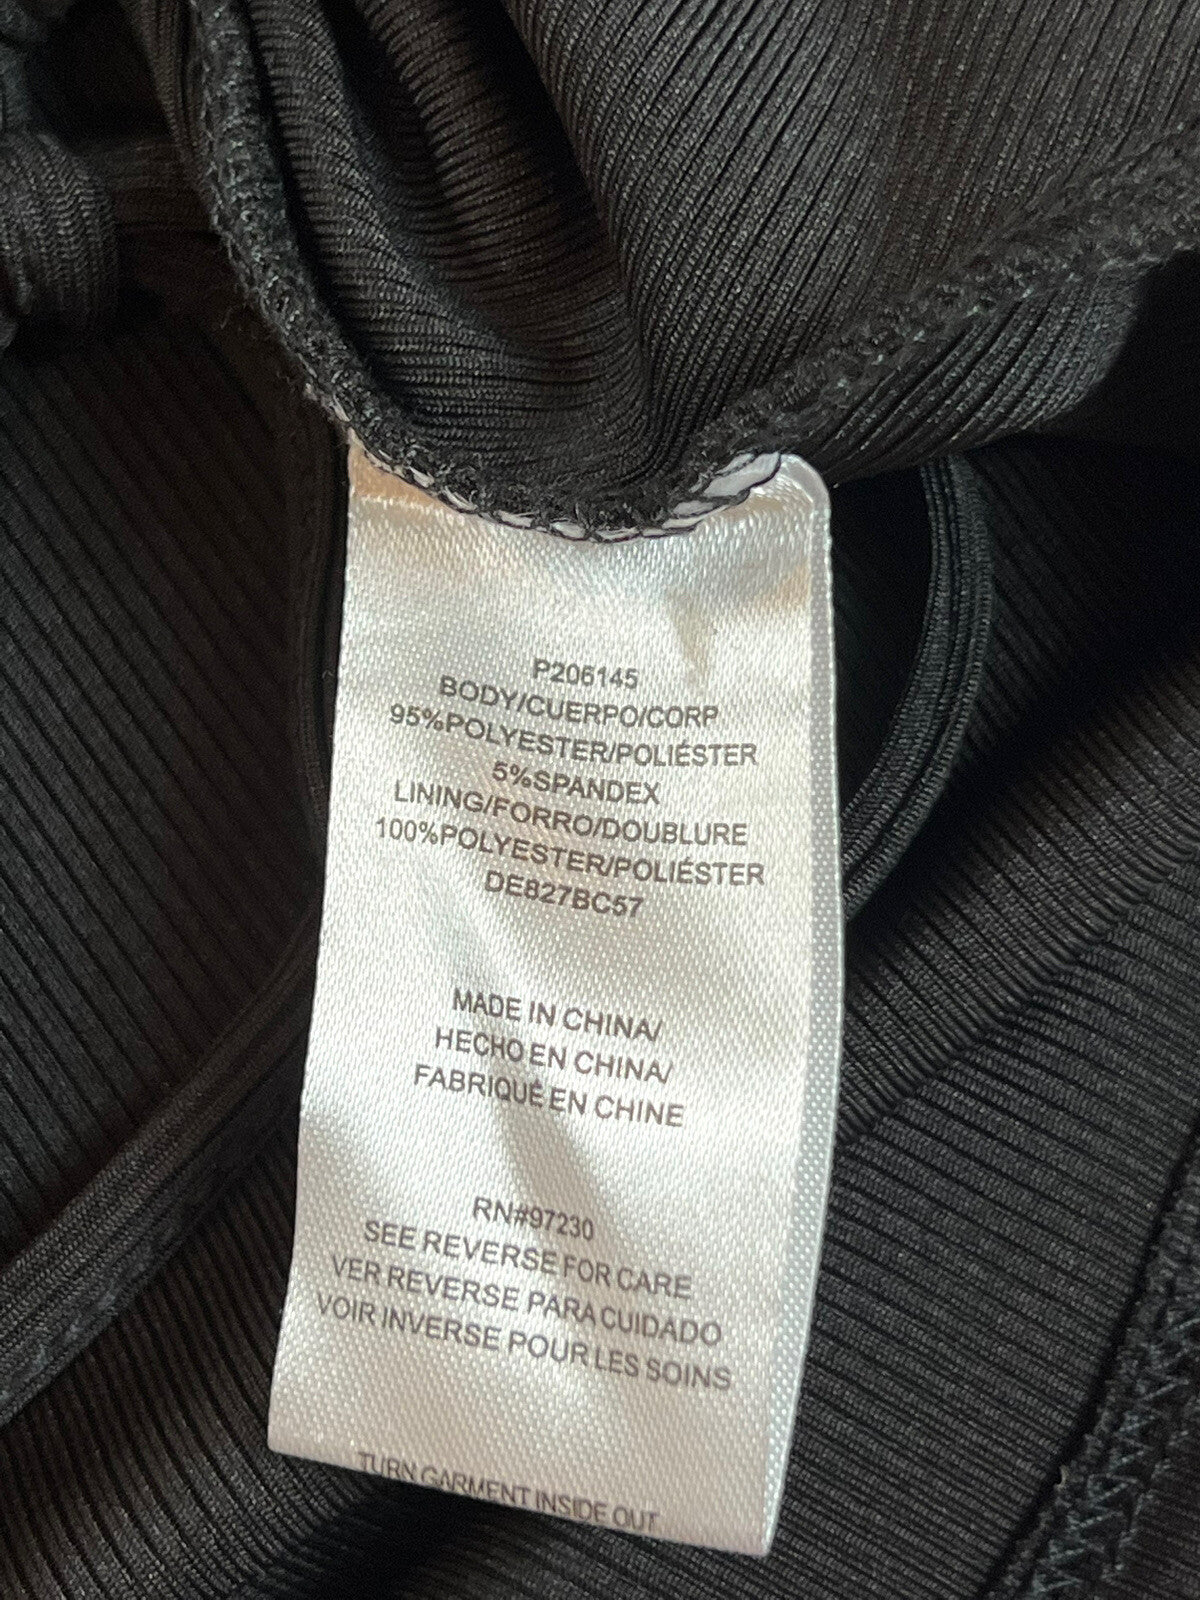 P206145
BODY/CUERPO/CORP
95%POLYESTER/POLIÉSTER
5%SPANDEX
LINING/FORRO/DOUBLURE
100%POLYESTER/POLIÉSTER
DE827BC57
MADE IN CHINA/
HECHO EN CHINA/
FABRIQUÉ EN CHINE
RN#97230
SEE REVERSE FOR CARE
VER REVERSE PARA CUIDADO
VOIR INVERSE POUR LES SOINS
TURN GARMENT INSIDE OUT